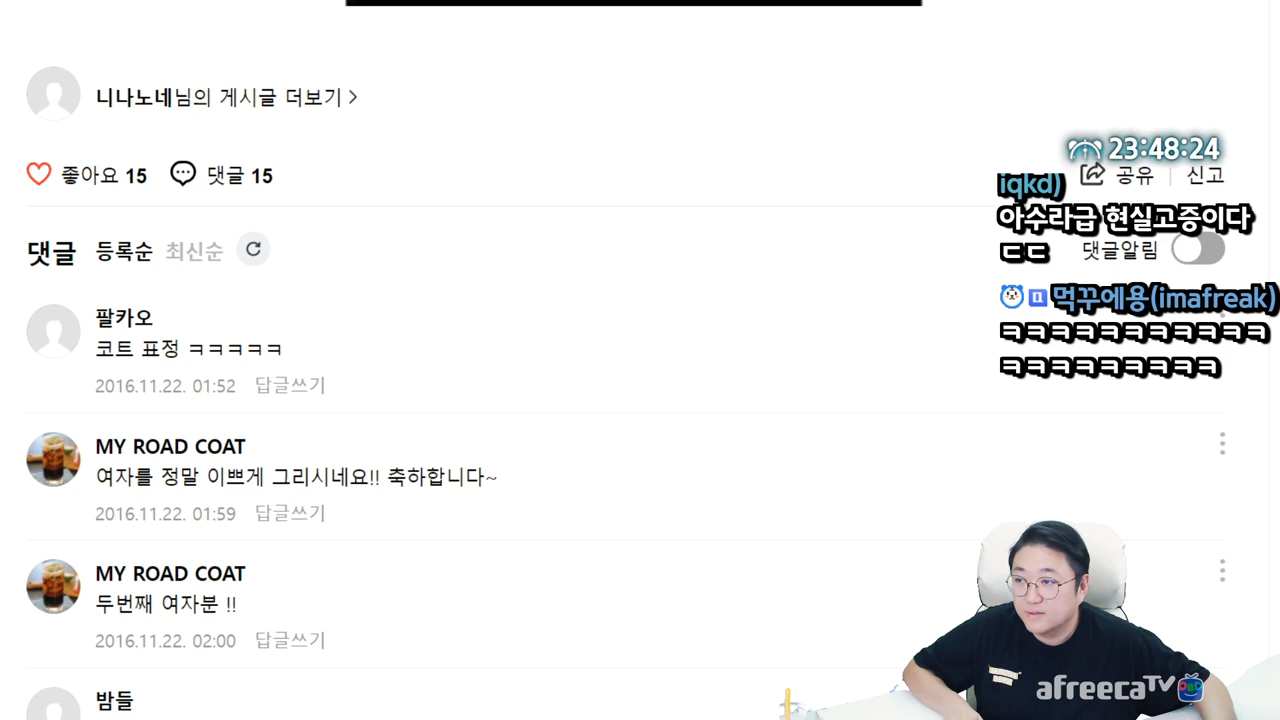 니나노네님의 게시글 더보기 >
좋아요 15 댓글 15
공유 | 신고
23:48:24
iqkd)
아수라급 현실고증이다
ㄷㄷ
댓글 등록순 최신순
댓글알림
먹꾸에용(imafreak)
ㅋㅋㅋㅋㅋㅋㅋㅋㅋㅋㅋ
ㅋㅋㅋㅋㅋㅋㅋㅋㅋ
팔카오
코트 표정 ㅋㅋㅋㅋㅋ
2016.11.22. 01:52 답글쓰기
MY ROAD COAT
여자를 정말 이쁘게 그리시네요!! 축하합니다~
2016.11.22. 01:59 답글쓰기
MY ROAD COAT
두번째 여자분 !!
2016.11.22. 02:00 답글쓰기
밤들
afreecaTV